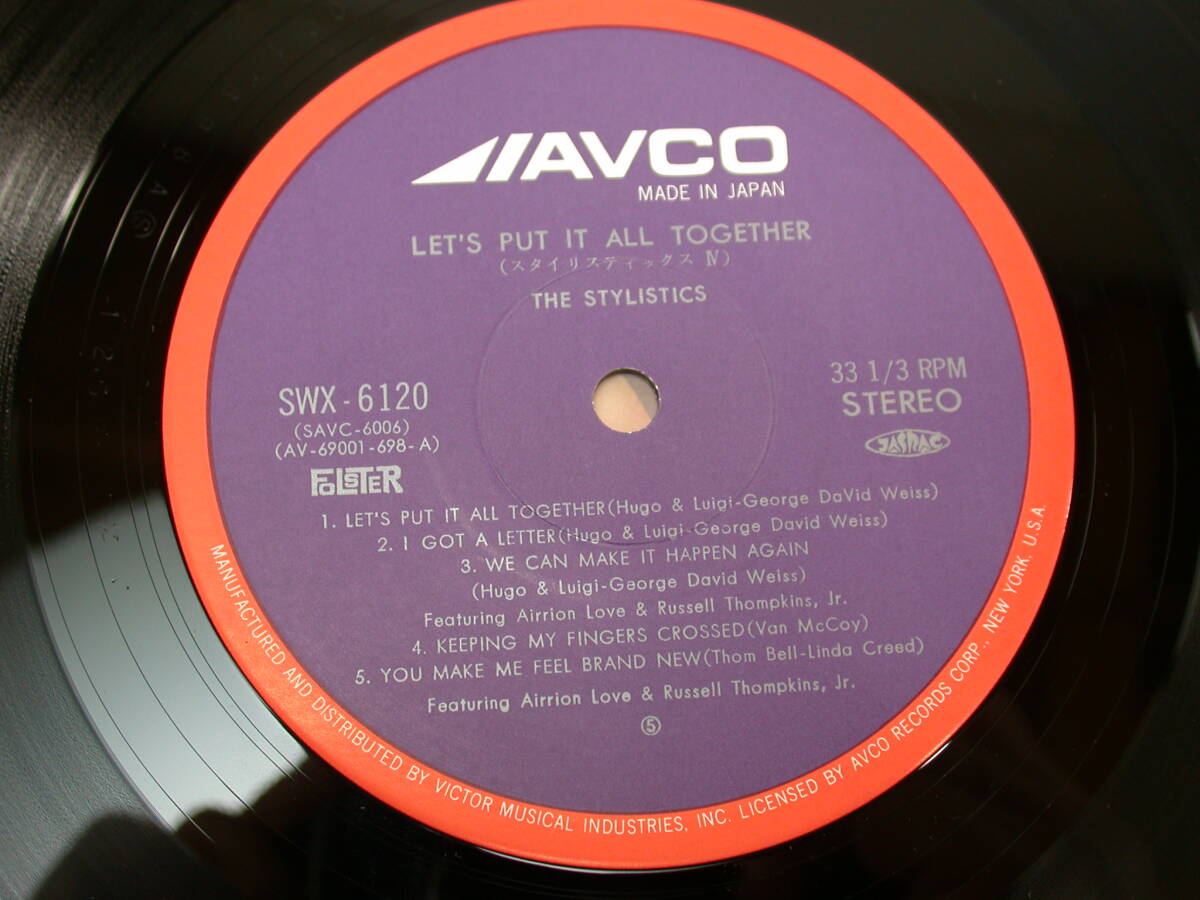 AVCO
MADE IN JAPAN
LET'S PUT IT ALL TOGETHER
(スタイリスティックス Ⅳ)
THE STYLISTICS
SWX-6120
(SAVC-6006)
(AV-69001-698-A)
FOLSTER
33 1/3 RPM
STEREO
JASRAC
1. LET'S PUT IT ALL TOGETHER(Hugo & Luigi-George DaVid Weiss)
2. I GOT A LETTER(Hugo & Luigi-George David Weiss)
3. WE CAN MAKE IT HAPPEN AGAIN
(Hugo & Luigi-George David Weiss)
Featuring Airrion Love & Russell Thompkins, Jr.
4. KEEPING MY FINGERS CROSSED(Van McCoy)
5. YOU MAKE ME FEEL BRAND NEW(Thom Bell-Linda Creed)
Featuring Airrion Love & Russell Thompkins, Jr.
⑤
MANUFACTURED AND DISTRIBUTED BY VICTOR MUSICAL INDUSTRIES, INC. LICENSED BY AVCO RECORDS CORP., NEW YORK, U.S.A.